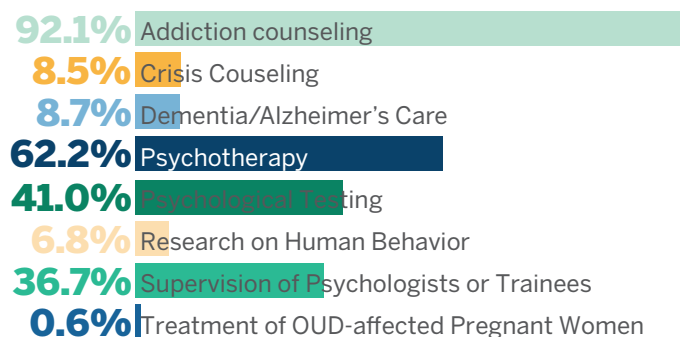 92.1% Addiction counseling
8.5% Crisis Couseling
8.7% Dementia/Alzheimer’s Care
62.2% Psychotherapy
41.0% Psychological Testing
6.8% Research on Human Behavior
36.7% Supervision of Psychologists or Trainees
0.6% Treatment of OUD-affected Pregnant Women